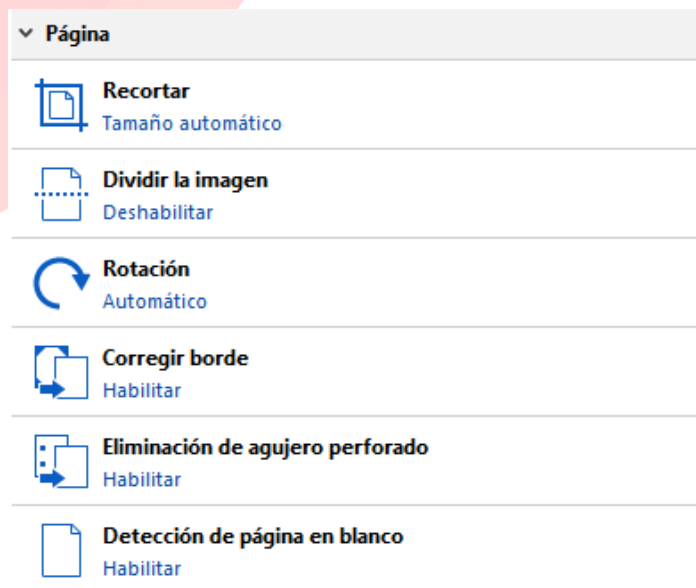 Página
Recortar
Tamaño automático
Dividir la imagen
Deshabilitar
Rotación
Automático
Corregir borde
Habilitar
Eliminación de agujero perforado
Habilitar
Detección de página en blanco
Habilitar